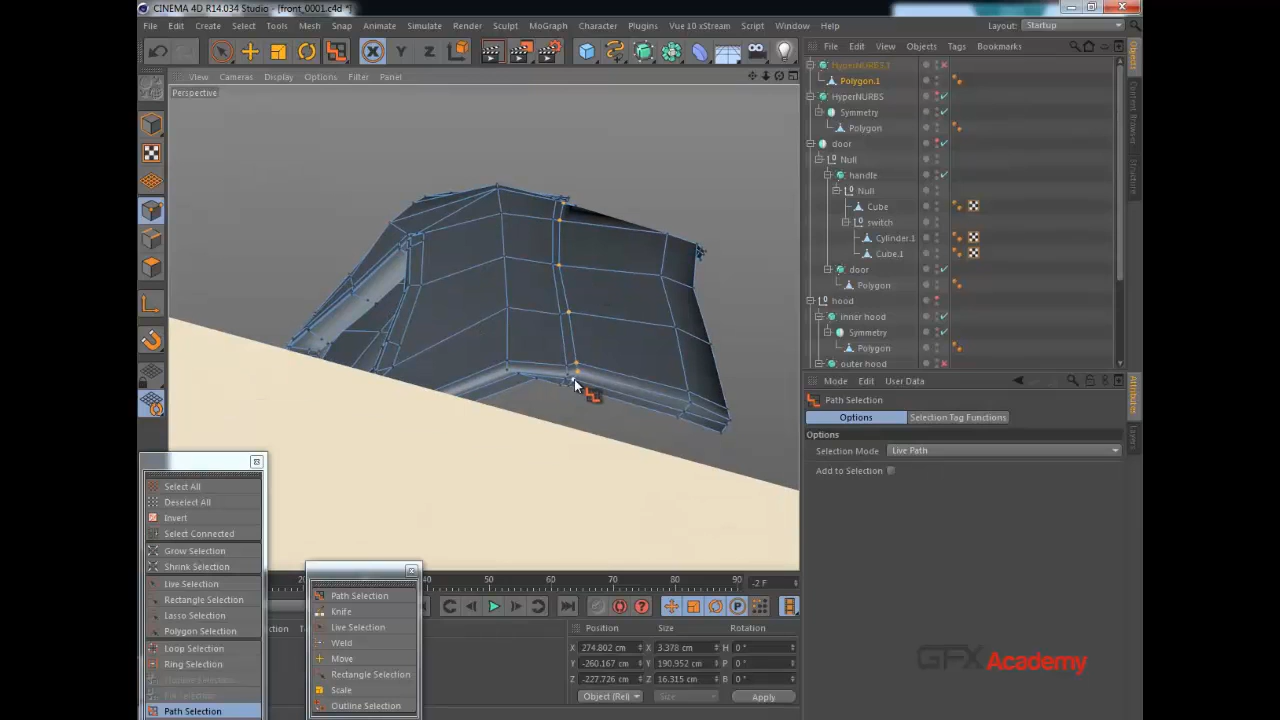 CINEMA 4D R14.034 Studio - [front_0001.c4d *]
File Edit Create Select Tools Mesh Snap Animate Simulate Render Sculpt MoGraph Character Plugins Vue 10 xStream Script Window Help Layout: Startup
View Cameras Display Options Filter Panel
Perspective
File Edit View Objects Tags Bookmarks
HyperNURBS.1
Polygon.1
HyperNURBS
Symmetry
Polygon
door
Null
handle
Null
Cube
switch
Cylinder.1
Cube.1
door
Polygon
hood
inner hood
Symmetry
Polygon
outer hood
Object
Content Browser
Structure
Mode Edit User Data
Path Selection
Options Selection Tag Functions
Options
Selection Mode Live Path
Add to Selection
Attributes
Layers
Select All
Deselect All
Invert
Select Connected
Grow Selection
Shrink Selection
Live Selection
Rectangle Selection
Lasso Selection
Polygon Selection
Loop Selection
Ring Selection
Path Selection
Path Selection
Knife
Live Selection
Weld
Move
Rectangle Selection
Scale
Outline Selection
40 50 60 70 80 90 -2 F
Position Size Rotation
X 274.802 cm X 3.378 cm H 0 °
Y -260.167 cm Y 190.952 cm P 0 °
Z -227.726 cm Z 16.315 cm B 0 °
Object (Rel) Size Apply
GFX Academy